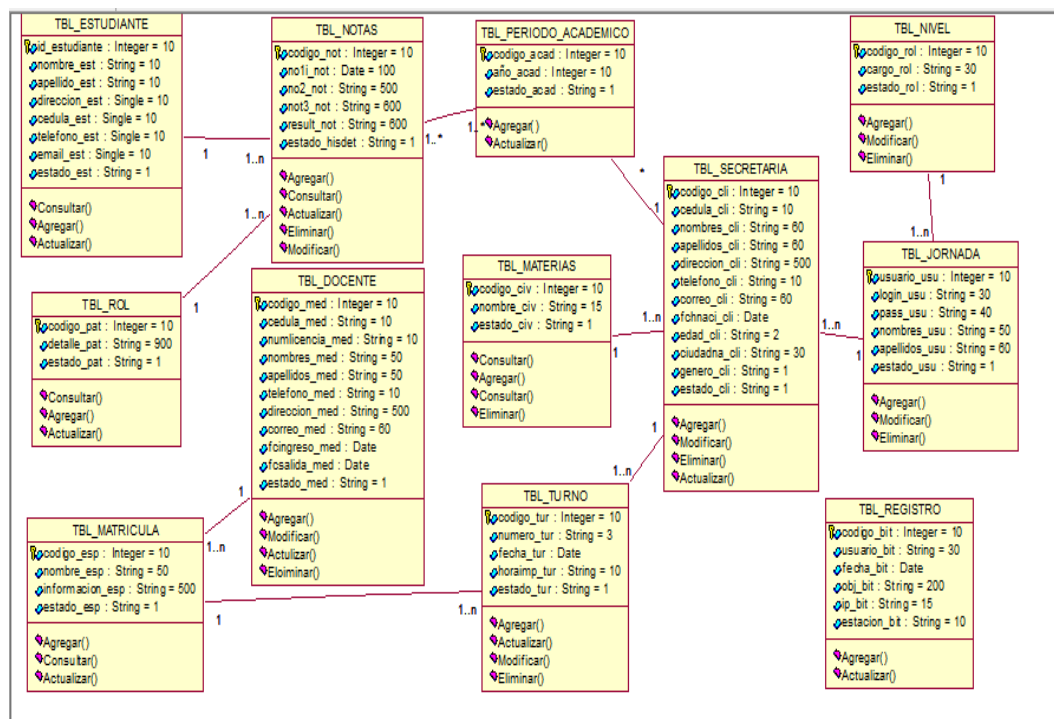 TBL_ESTUDIANTE
id_estudiante : Integer = 10
nombre_est : String = 10
apellido_est : String = 10
direccion_est : Single = 10
cedula_est : Single = 10
telefono_est : String = 10
email_est : Single = 10
estado_est : String = 1
Consultar()
Agregar()
Actualizar()
TBL_NOTAS
codigo_not : Integer = 10
no1i_not : Date = 100
no2_not : String = 500
not3_not : String = 600
result_not : String = 600
estado_hisdet : String = 1
Agregar()
Consultar()
Actualizar()
Eliminar()
Modificar()
TBL_PERIODO_ACADEMICO
codigo_acad : Integer = 10
año_acad : Integer = 10
estado_acad : String = 1
Agregar()
Actualizar()
TBL_NIVEL
codigo_rol : Integer = 10
cargo_rol : String = 30
estado_rol : String = 1
Agregar()
Modificar()
Eliminar()
1
1..n
1..*
1..*
*
1
1..n
1
1
1..n
TBL_SECRETARIA
codigo_cli : Integer = 10
cedula_cli : String = 10
nombres_cli : String = 60
apellidos_cli : String = 60
direccion_cli : String = 500
telefono_cli : String = 10
correo_cli : String = 60
fchnaci_cli : Date
edad_cli : String = 2
ciudadna_cli : String = 30
genero_cli : String = 1
estado_cli : String = 1
Agregar()
Modificar()
Eliminar()
Actualizar()
TBL_JORNADA
usuario_usu : Integer = 10
login_usu : String = 30
pass_usu : String = 40
nombres_usu : String = 50
apellidos_usu : String = 60
estado_usu : String = 1
Agregar()
Modificar()
Eliminar()
TBL_ROL
codigo_pat : Integer = 10
detalle_pat : String = 900
estado_pat : String = 1
Consultar()
Agregar()
Actualizar()
TBL_DOCENTE
codigo_med : Integer = 10
cedula_med : String = 10
numlicencia_med : String = 10
nombres_med : String = 50
apellidos_med : String = 50
telefono_med : String = 10
direccion_med : String = 500
correo_med : String = 60
fcingreso_med : Date
fcsalida_med : Date
estado_med : String = 1
Agregar()
Modificar()
Actulizar()
Eloiminar()
TBL_MATERIAS
codigo_civ : Integer = 10
nombre_civ : String = 15
estado_civ : String = 1
Consultar()
Agregar()
Consultar()
Eliminar()
1..n
1
1..n
1
1
1..n
TBL_MATRICULA
codigo_esp : Integer = 10
nombre_esp : String = 50
informacion_esp : String = 500
estado_esp : String = 1
Agregar()
Consultar()
Actualizar()
1
1..n
1
1..n
TBL_TURNO
codigo_tur : Integer = 10
numero_tur : String = 3
fecha_tur : Date
horaimp_tur : String = 10
estado_tur : String = 1
Agregar()
Actualizar()
Modificar()
Eliminar()
TBL_REGISTRO
codigo_bit : Integer = 10
usuario_bit : String = 30
fecha_bit : Date
obj_bit : String = 200
ip_bit : String = 15
estacion_bit : String = 10
Agregar()
Actualizar()